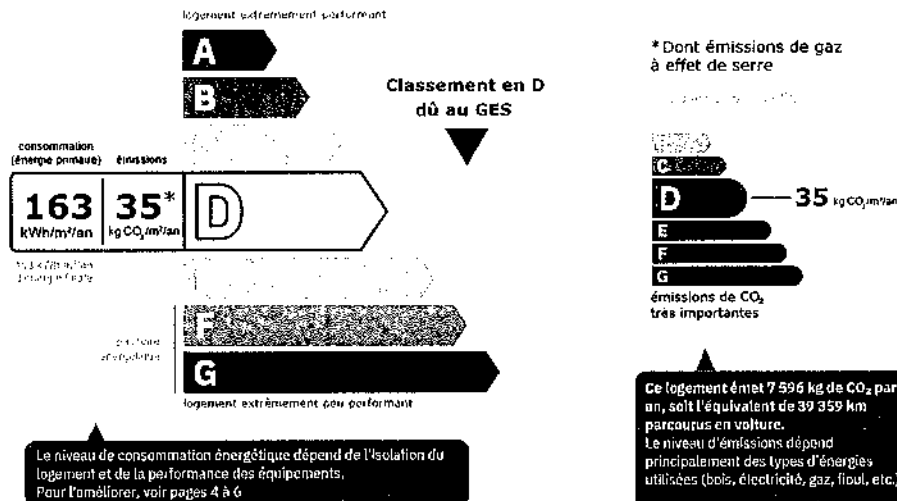 logement extrêmement performant
A
B
Classement en D
dû au GES
consommation
(énergie primaire)
émissions
163
kWh/m²/an
35*
kg CO₂/m²/an
D
F
G
logement extrêmement peu performant
Le niveau de consommation énergétique dépend de l'isolation du
logement et de la performance des équipements.
Pour l'améliorer, voir pages 4 à 6
* Dont émissions de gaz
à effet de serre
C
D
35 kg CO₂/m²/an
E
F
G
émissions de CO₂
très importantes
Ce logement émet 7 596 kg de CO₂ par
an, soit l'équivalent de 39 359 km
parcourus en voiture.
Le niveau d'émissions dépend
principalement des types d'énergies
utilisées (bois, électricité, gaz, fioul, etc.)